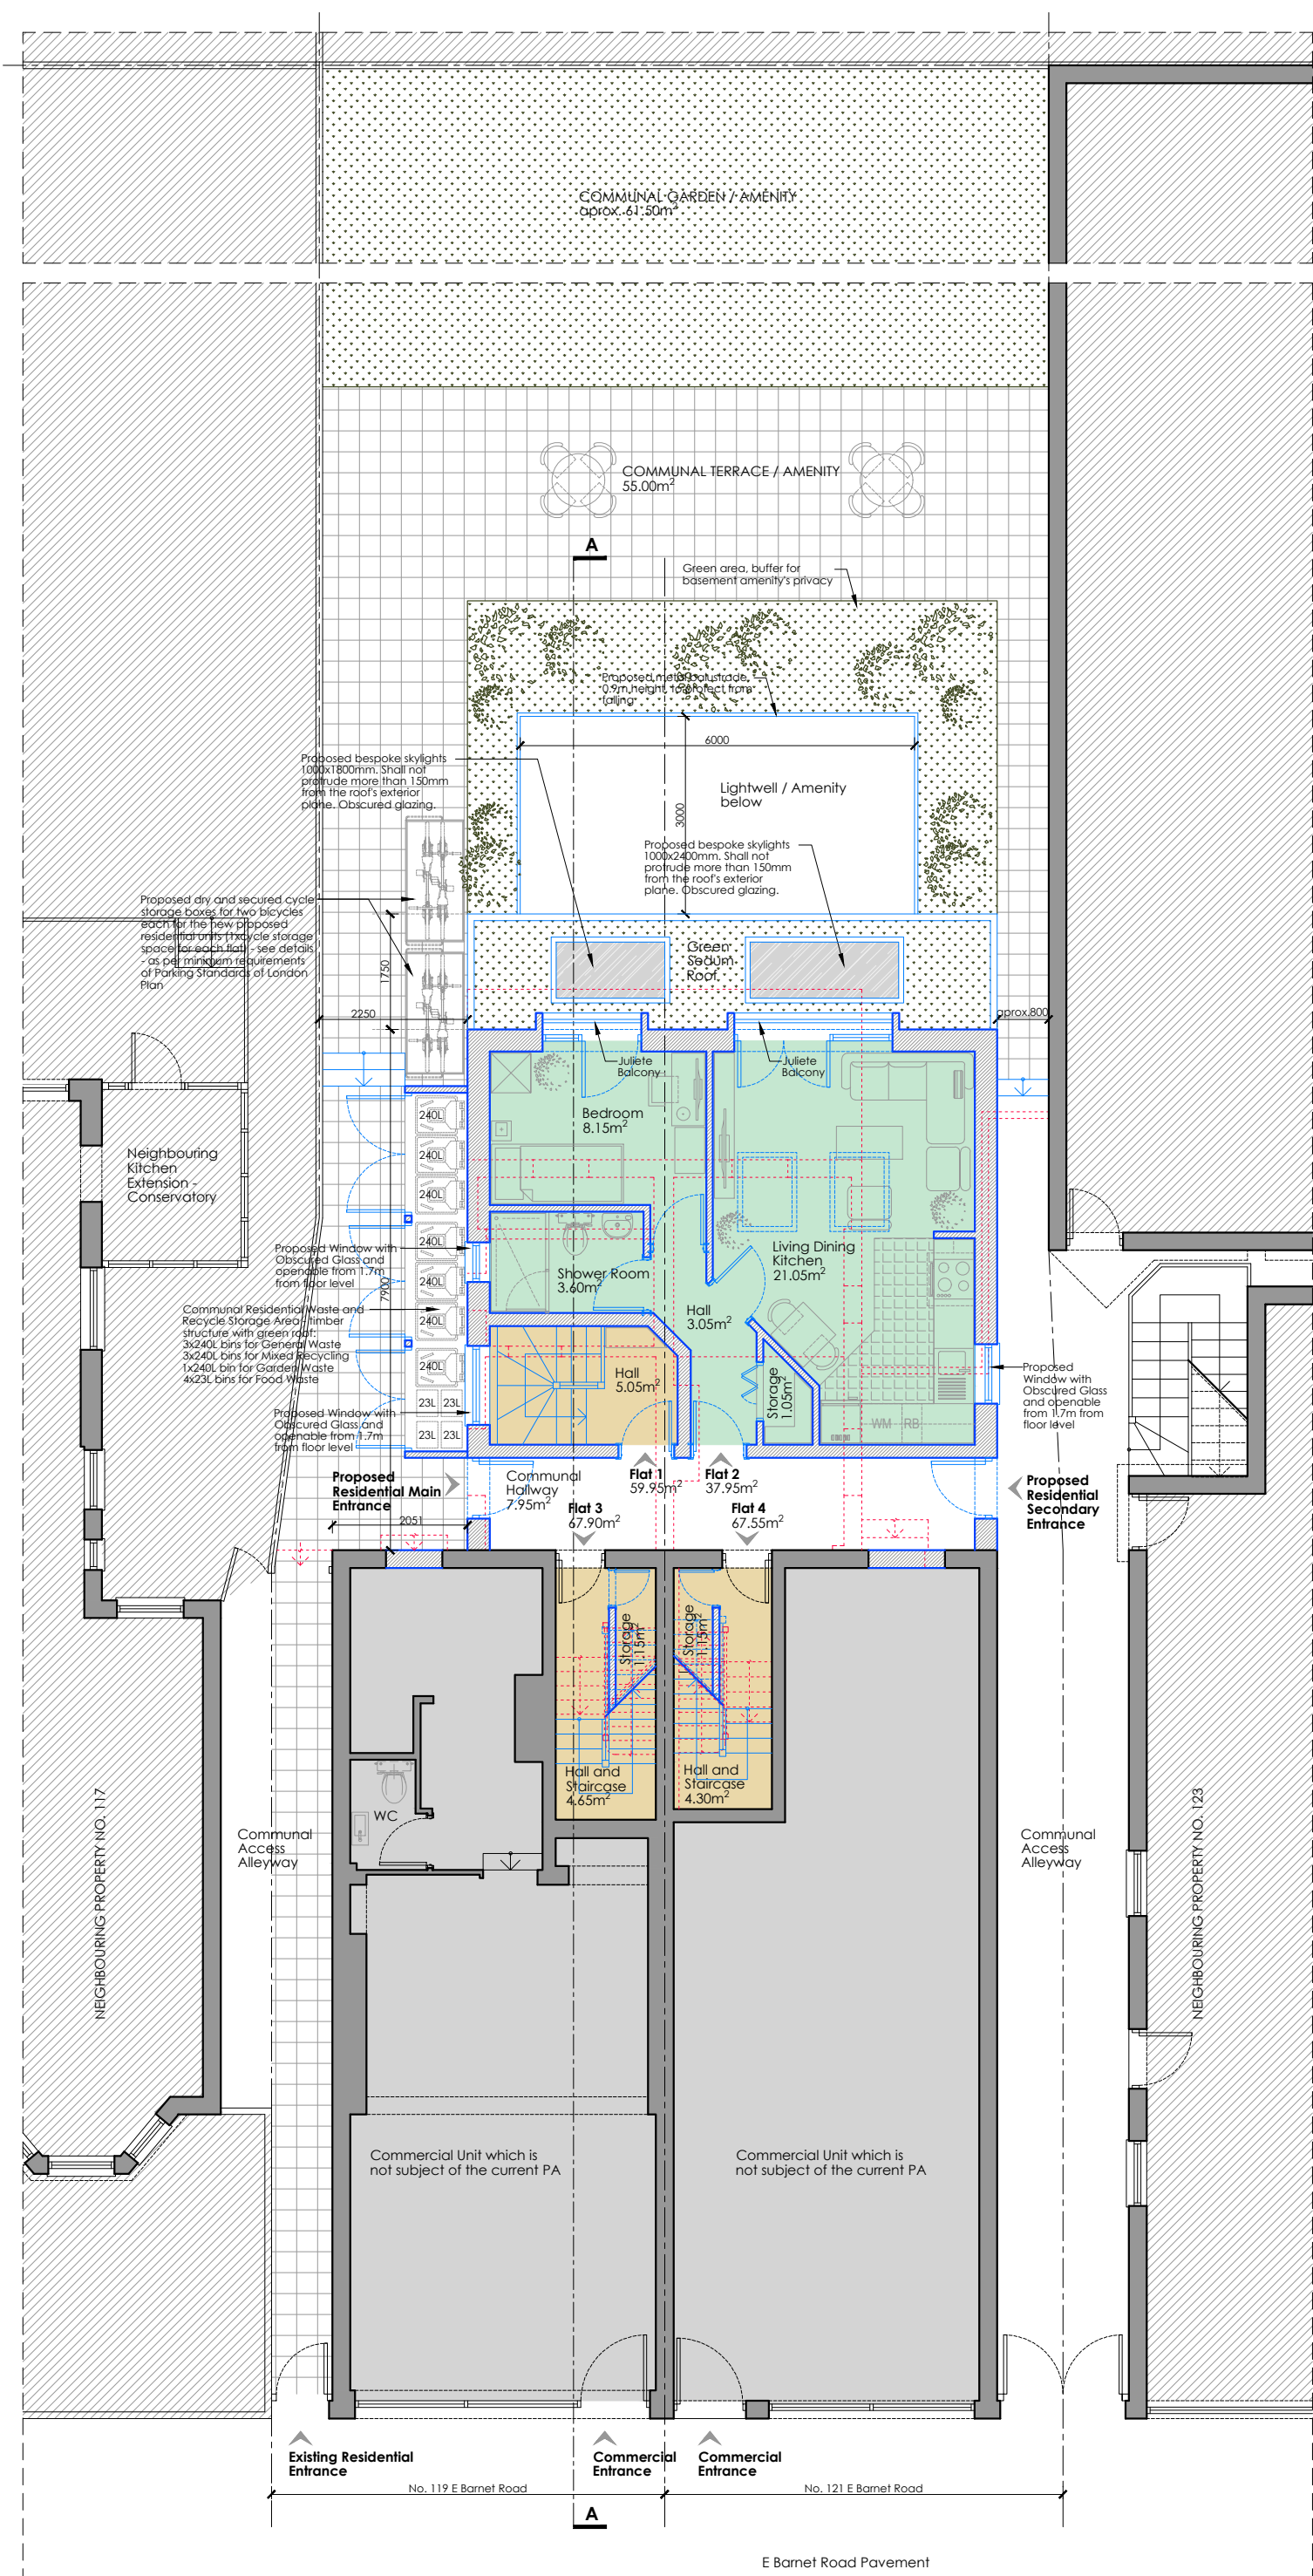 COMMUNAL GARDEN / AMENITY
aprox. 61.50m²
COMMUNAL TERRACE / AMENITY
55.00m²
A
Green area, buffer for
basement amenity's privacy
Proposed metal balustrade,
0.9m height, to protect from
falling
6000
3000
Lightwell / Amenity
below
Proposed bespoke skylights
1000x1800mm. Shall not
protrude more than 150mm
from the roof's exterior
plane. Obscured glazing.
Proposed bespoke skylights
1000x2400mm. Shall not
protrude more than 150mm
from the roof's exterior
plane. Obscured glazing.
Proposed dry and secured cycle
storage boxes for two bicycles
each for the new proposed
residential units (1xcycle storage
space for each flat) - see details
- as per minimum requirements
of Parking Standards of London
Plan
Green
Sedum
Roof
1750
2250
aprox.800
Juliete
Balcony
Juliete
Balcony
Bedroom
8.15m²
240L
240L
240L
240L
240L
240L
240L
23L 23L
23L 23L
Neighbouring
Kitchen
Extension -
Conservatory
Proposed Window with
Obscured Glass and
openable from 1.7m
from floor level
7900
Communal Residential Waste and
Recycle Storage Area - timber
structure with green roof:
3x240L bins for General Waste
3x240L bins for Mixed Recycling
1x240L bin for Garden Waste
4x23L bins for Food Waste
Proposed Window with
Obscured Glass and
openable from 1.7m
from floor level
Shower Room
3.60m²
Living Dining
Kitchen
21.05m²
Hall
3.05m²
Hall
5.05m²
Storage
1.05m²
WM
RB
Proposed
Window with
Obscured Glass
and openable
from 1.7m from
floor level
Proposed
Residential Main
Entrance
Communal
Hallway
7.95m²
Flat 1
59.95m²
Flat 2
37.95m²
Flat 3
67.90m²
Flat 4
67.55m²
Proposed
Residential
Secondary
Entrance
2051
Storage
1.15m²
Storage
1.15m²
Hall and
Staircase
4.65m²
Hall and
Staircase
4.30m²
WC
NEIGHBOURING PROPERTY NO. 117
Communal
Access
Alleyway
Communal
Access
Alleyway
NEIGHBOURING PROPERTY NO. 123
Commercial Unit which is
not subject of the current PA
Commercial Unit which is
not subject of the current PA
Existing Residential
Entrance
Commercial
Entrance
Commercial
Entrance
No. 119 E Barnet Road
No. 121 E Barnet Road
A
E Barnet Road Pavement